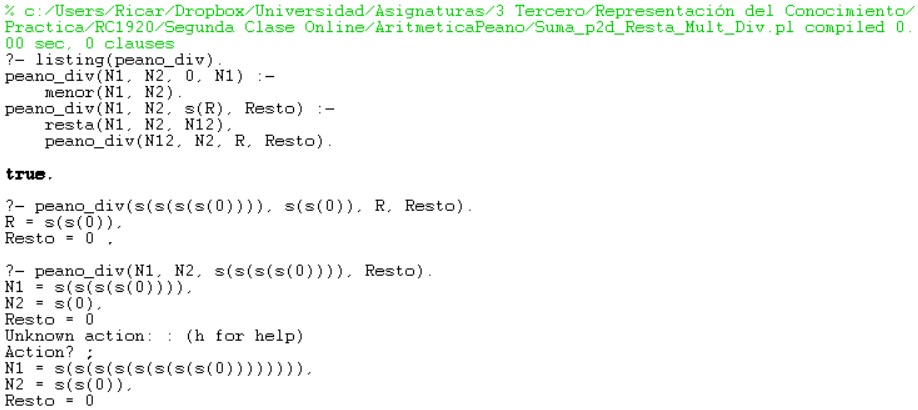 % c:/Users/Ricar/Dropbox/Universidad/Asignaturas/3 Tercero/Representación del Conocimiento/
Practica/RC1920/Segunda Clase Online/AritmeticaPeano/Suma_p2d_Resta_Mult_Div.pl compiled 0.
00 sec, 0 clauses
?- listing(peano_div).
peano_div(N1, N2, 0, N1) :-
    menor(N1, N2).
peano_div(N1, N2, s(R), Resto) :-
    resta(N1, N2, N12),
    peano_div(N12, N2, R, Resto).
true.
?- peano_div(s(s(s(s(0)))), s(s(0)), R, Resto).
R = s(s(0)),
Resto = 0 .
?- peano_div(N1, N2, s(s(s(s(0)))), Resto).
N1 = s(s(s(s(0)))),
N2 = s(0),
Resto = 0
Unknown action: : (h for help)
Action? ;
N1 = s(s(s(s(s(s(s(s(0)))))))),
N2 = s(s(0)),
Resto = 0